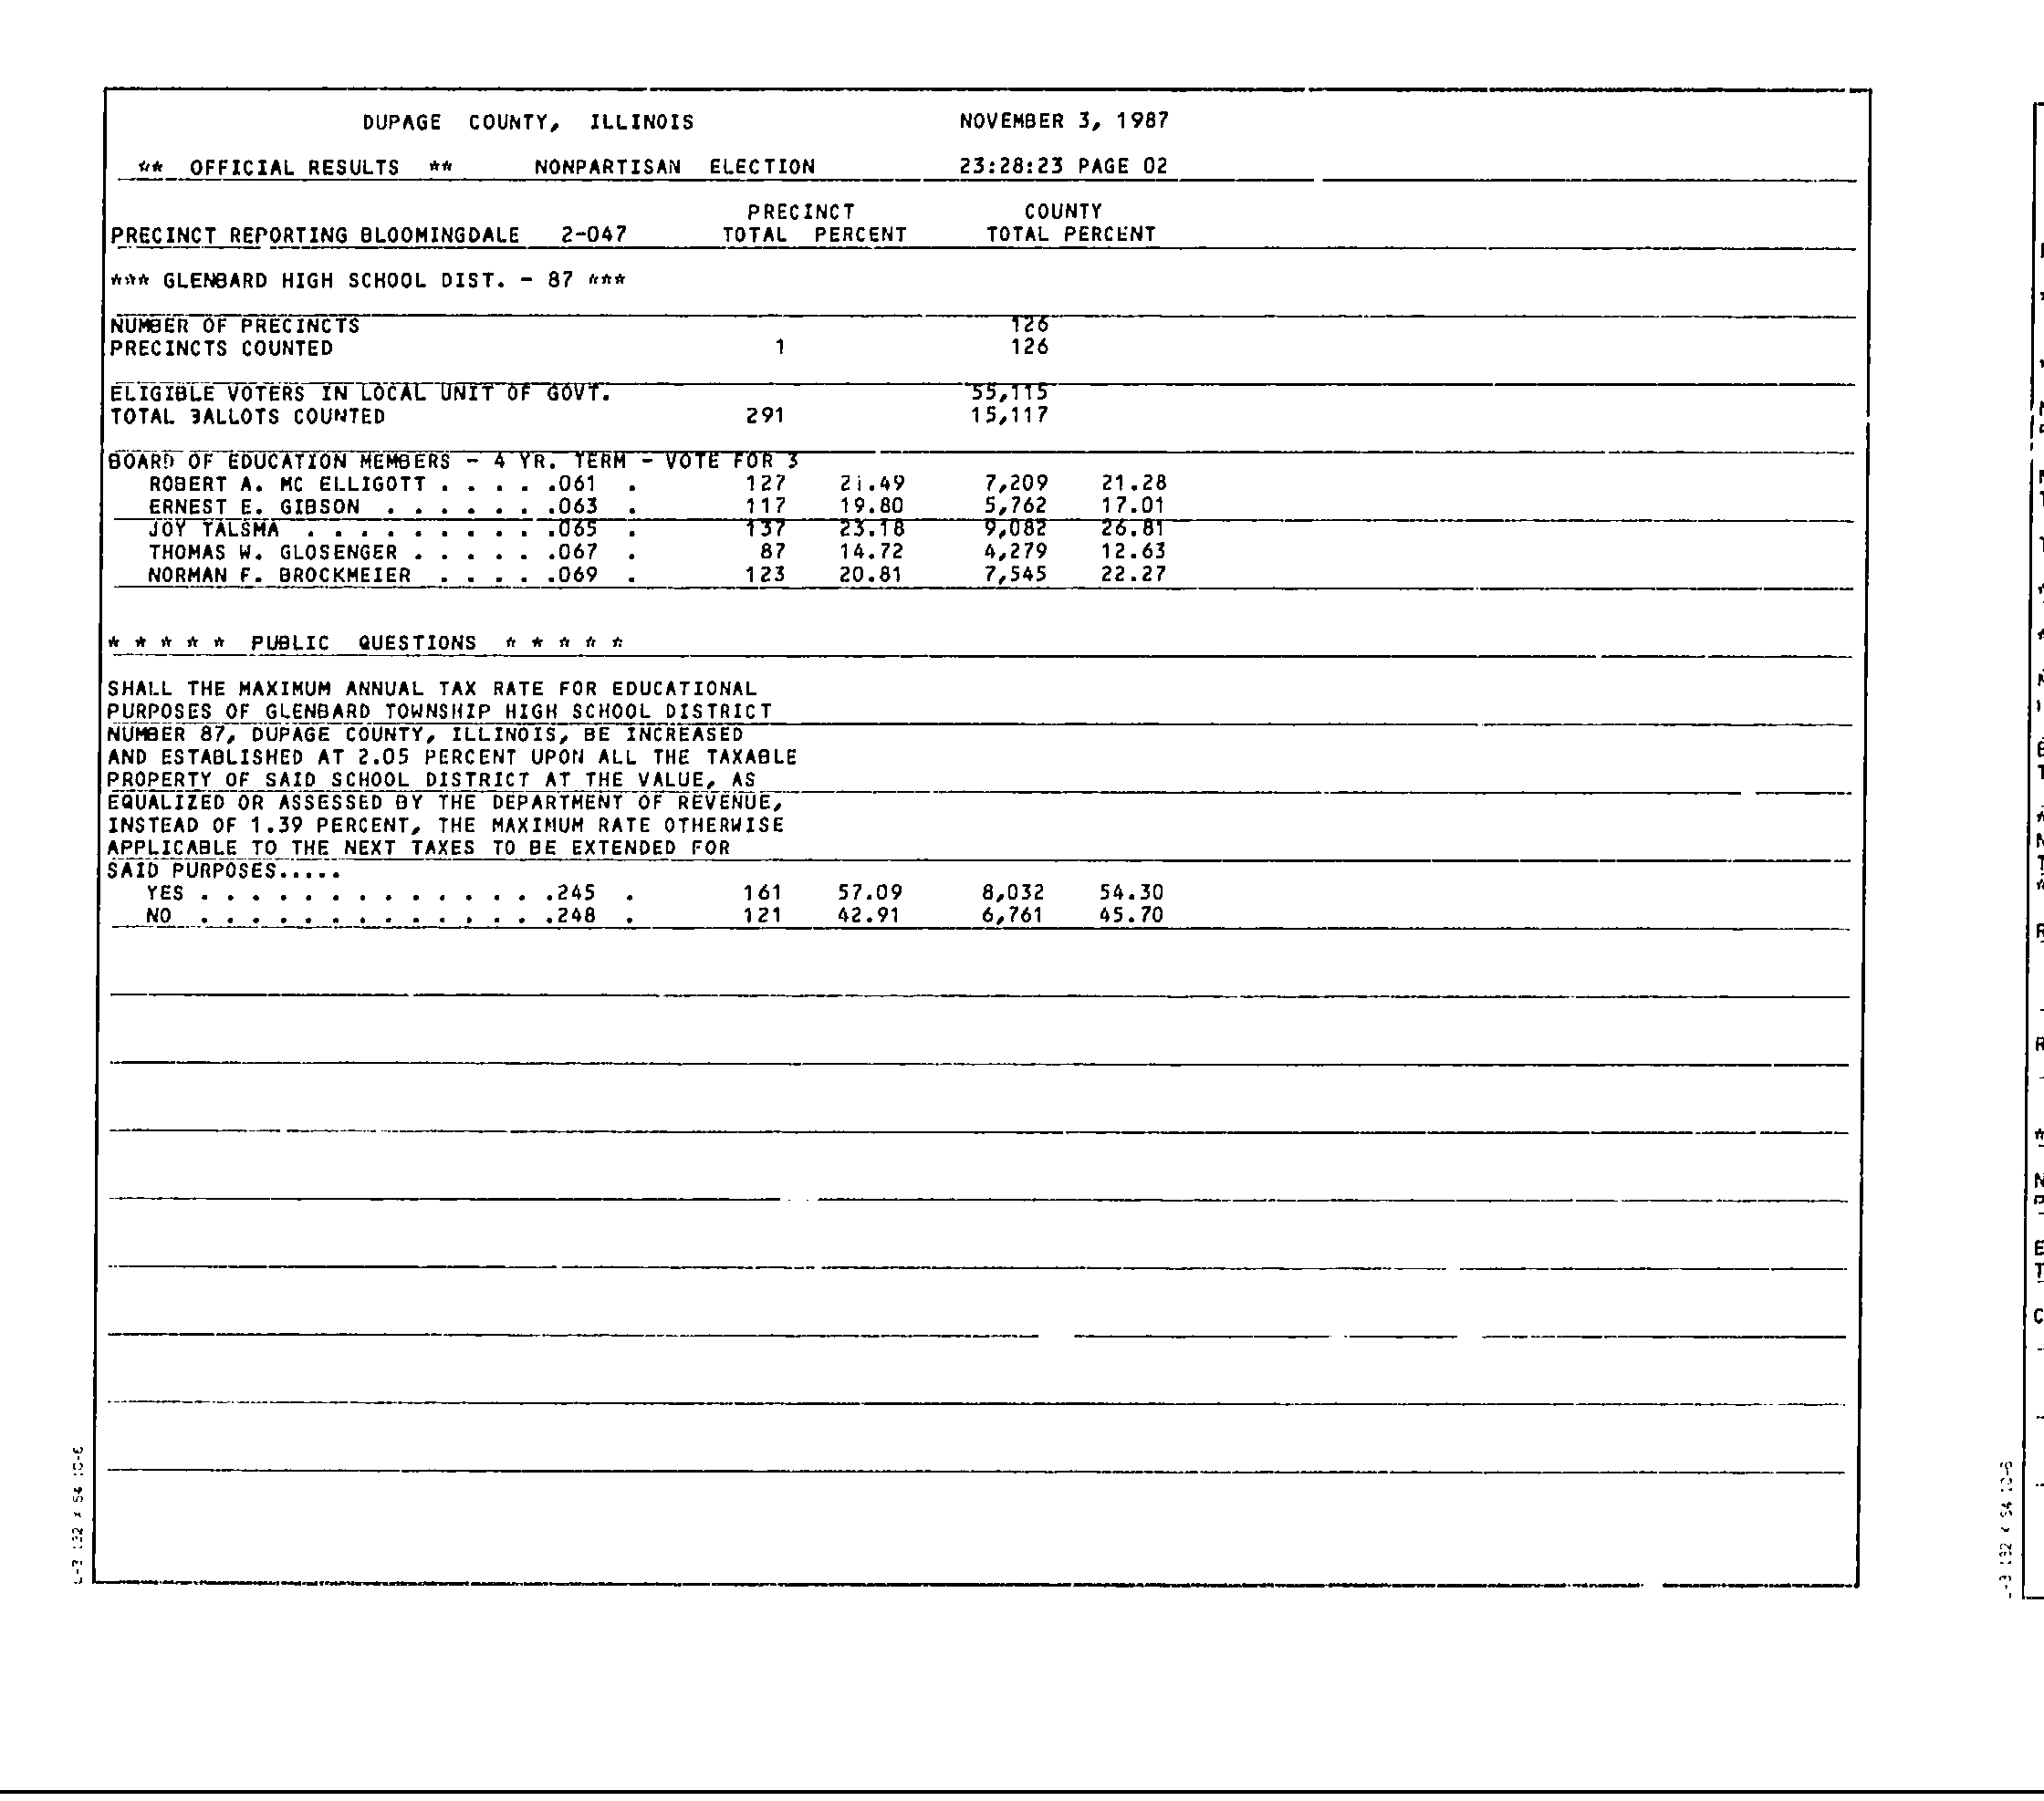 DUPAGE COUNTY, ILLINOIS NOVEMBER 3, 1987
** OFFICIAL RESULTS ** NONPARTISAN ELECTION 23:28:23 PAGE 02
PRECINCT COUNTY
PRECINCT REPORTING BLOOMINGDALE 2-047 TOTAL PERCENT TOTAL PERCENT
*** GLENBARD HIGH SCHOOL DIST. - 87 ***
NUMBER OF PRECINCTS 126
PRECINCTS COUNTED 1 126
ELIGIBLE VOTERS IN LOCAL UNIT OF GOVT. 55,115
TOTAL BALLOTS COUNTED 291 15,117
BOARD OF EDUCATION MEMBERS - 4 YR. TERM - VOTE FOR 3
ROBERT A. MC ELLIGOTT . . . . .061 . 127 21.49 7,209 21.28
ERNEST E. GIBSON . . . . . . .063 . 117 19.80 5,762 17.01
JOY TALSMA . . . . . . . . . .065 . 137 23.18 9,082 26.81
THOMAS W. GLOSENGER . . . . . .067 . 87 14.72 4,279 12.63
NORMAN F. BROCKMEIER . . . . .069 . 123 20.81 7,545 22.27
* * * * * PUBLIC QUESTIONS * * * * *
SHALL THE MAXIMUM ANNUAL TAX RATE FOR EDUCATIONAL
PURPOSES OF GLENBARD TOWNSHIP HIGH SCHOOL DISTRICT
NUMBER 87, DUPAGE COUNTY, ILLINOIS, BE INCREASED
AND ESTABLISHED AT 2.05 PERCENT UPON ALL THE TAXABLE
PROPERTY OF SAID SCHOOL DISTRICT AT THE VALUE, AS
EQUALIZED OR ASSESSED BY THE DEPARTMENT OF REVENUE,
INSTEAD OF 1.39 PERCENT, THE MAXIMUM RATE OTHERWISE
APPLICABLE TO THE NEXT TAXES TO BE EXTENDED FOR
SAID PURPOSES.....
YES . . . . . . . . . . . . . .245 . 161 57.09 8,032 54.30
NO . . . . . . . . . . . . . .248 . 121 42.91 6,761 45.70